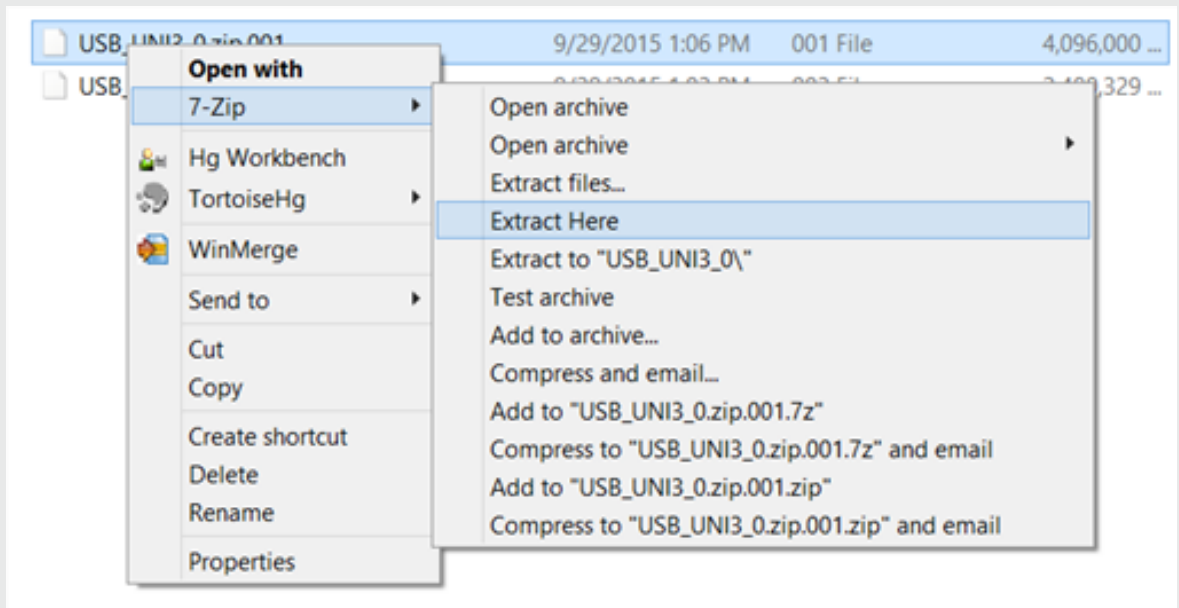 USB_UNI3_0.zip.001 9/29/2015 1:06 PM 001 File 4,096,000 ...
USB_ ,329 ...
Open with
7-Zip
Hg Workbench
TortoiseHg
WinMerge
Send to
Cut
Copy
Create shortcut
Delete
Rename
Properties
Open archive
Open archive
Extract files...
Extract Here
Extract to "USB_UNI3_0\"
Test archive
Add to archive...
Compress and email...
Add to "USB_UNI3_0.zip.001.7z"
Compress to "USB_UNI3_0.zip.001.7z" and email
Add to "USB_UNI3_0.zip.001.zip"
Compress to "USB_UNI3_0.zip.001.zip" and email